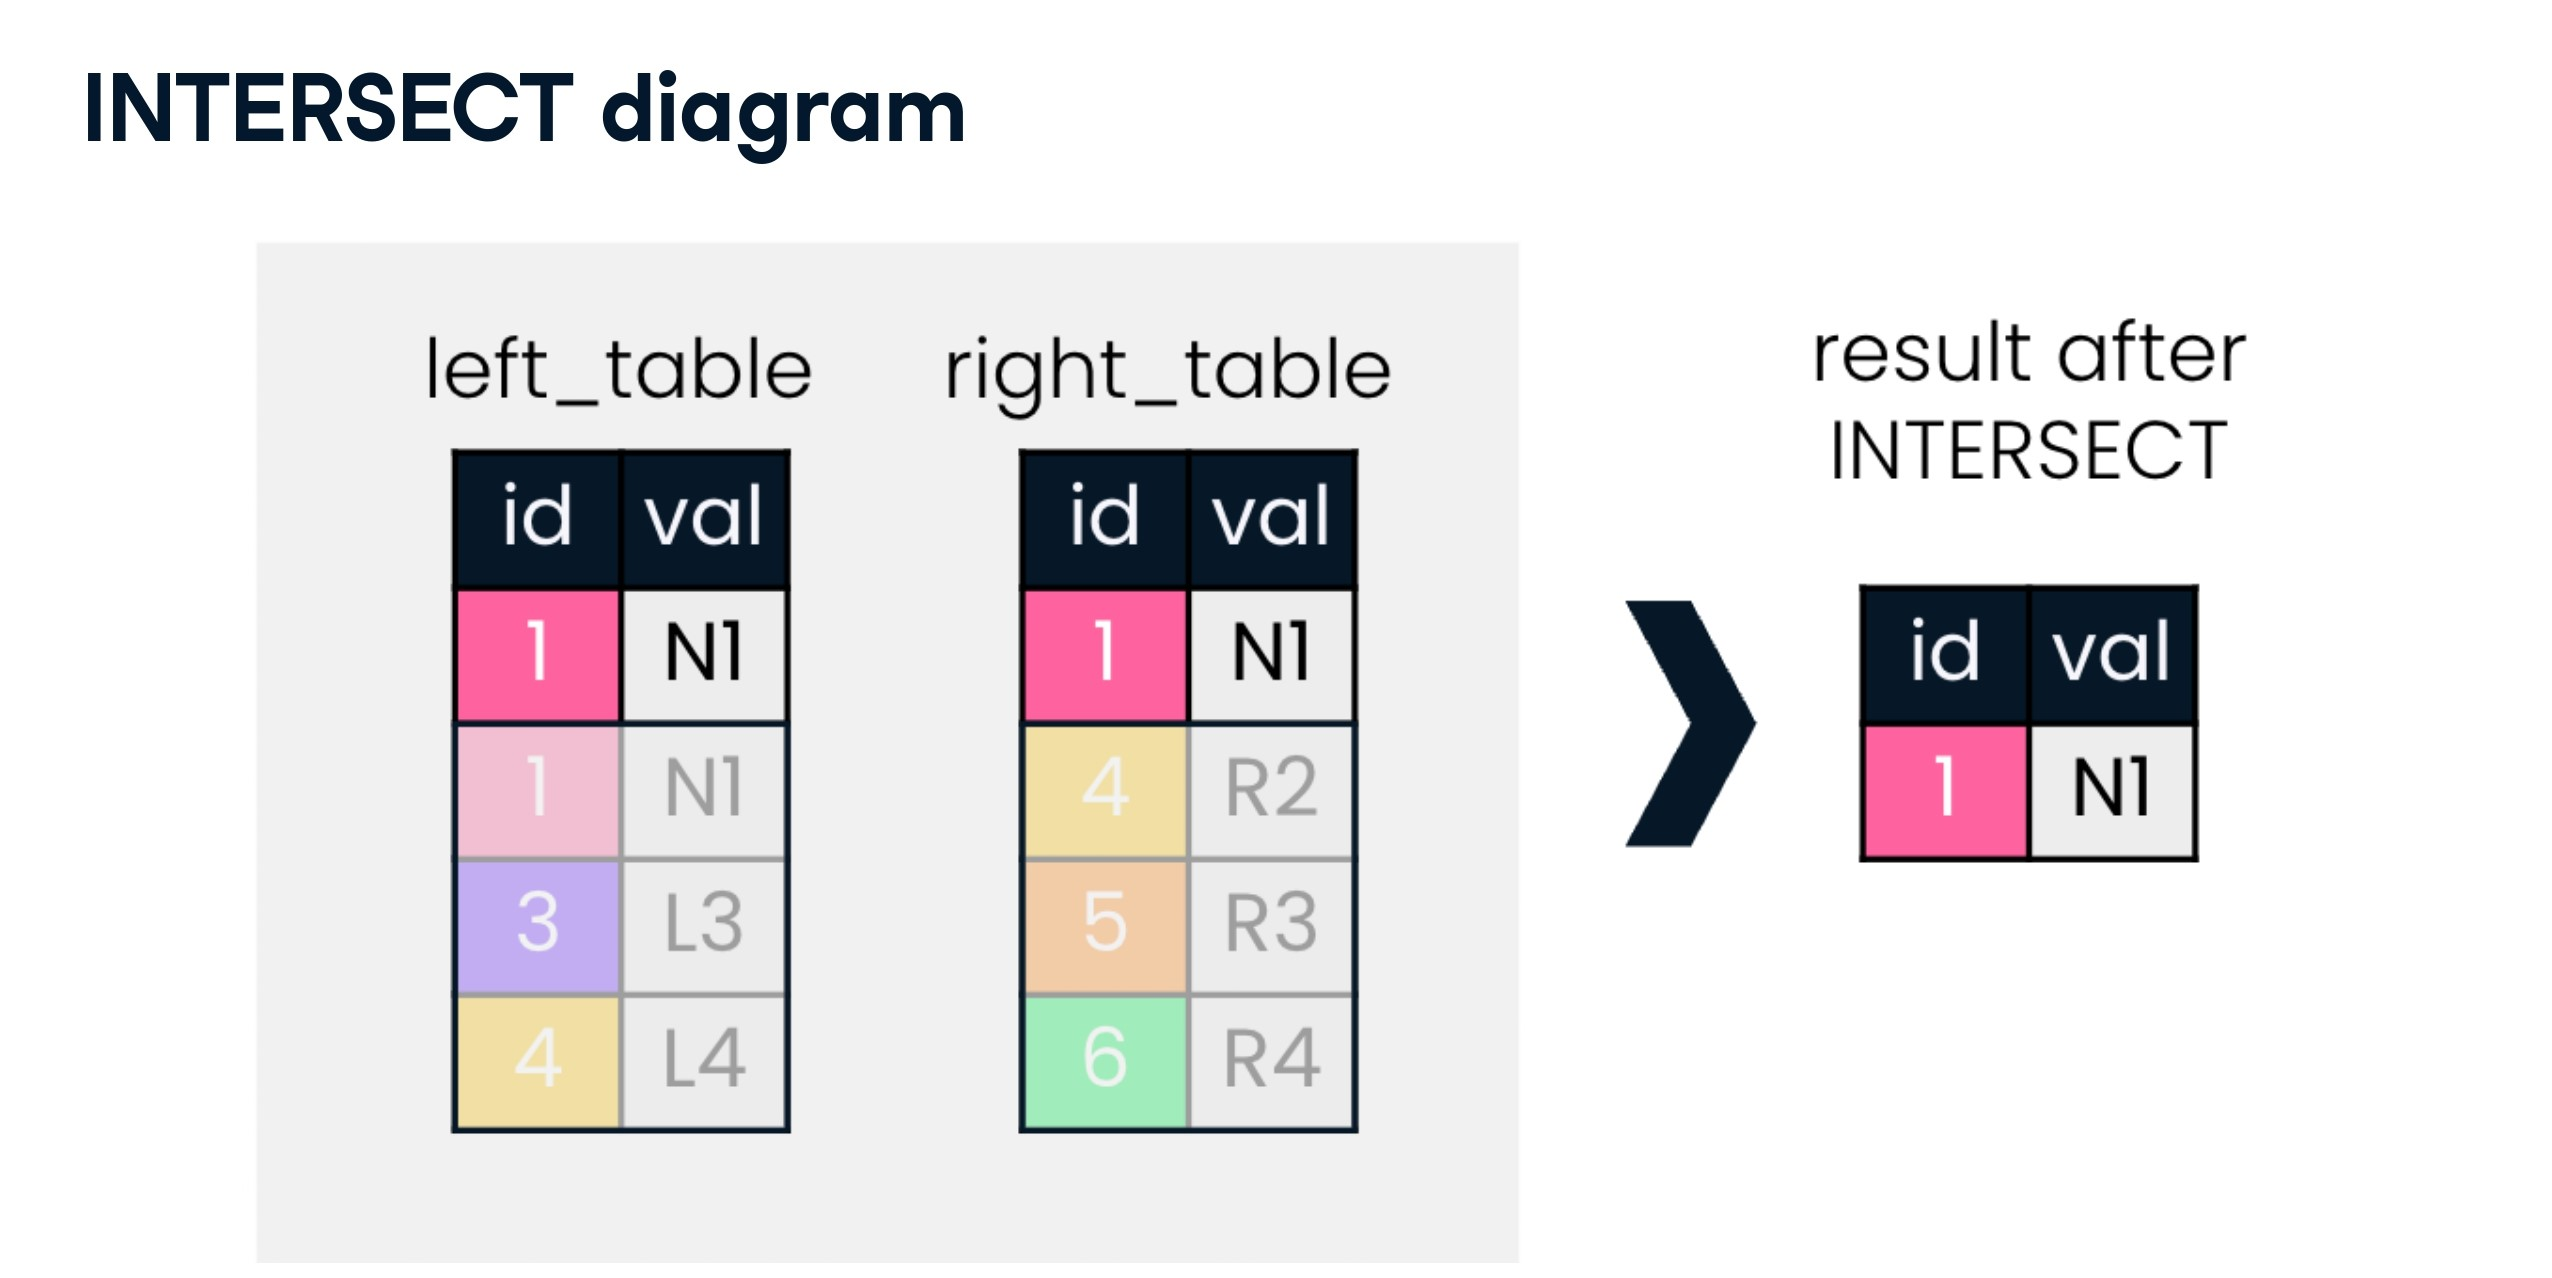 INTERSECT diagram
left_table right_table
id val id val
1 N1 1 N1
1 N1 4 R2
3 L3 5 R3
4 L4 6 R4
result after
INTERSECT
id val
1 N1